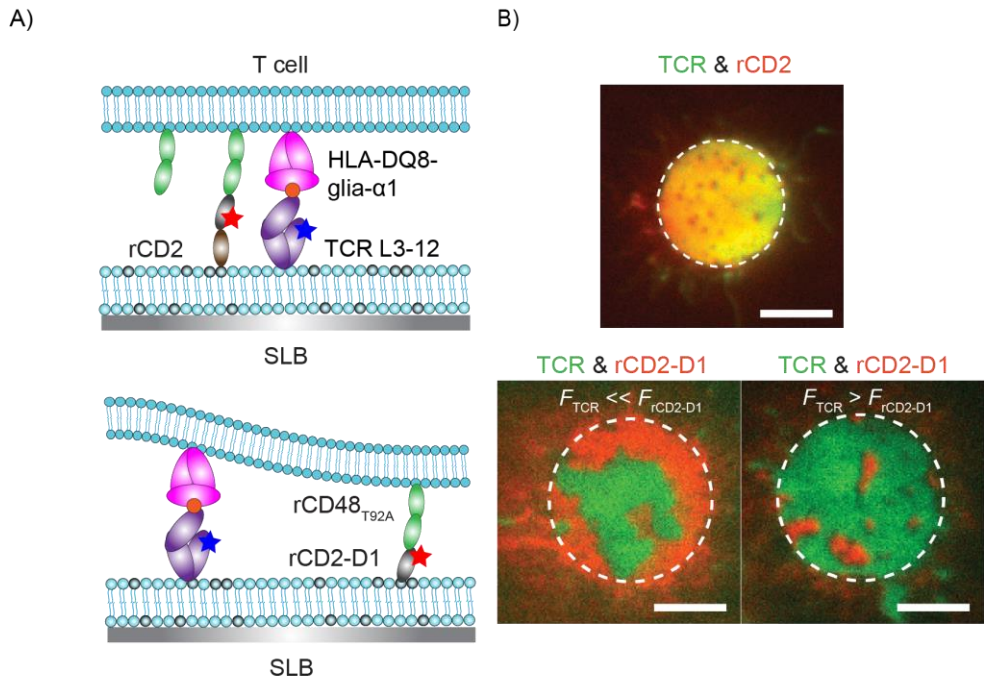 A)
T cell
HLA-DQ8-
glia-α1
rCD2
TCR L3-12
SLB
rCD48T92A
rCD2-D1
SLB
B)
TCR & rCD2
TCR & rCD2-D1
FTCR << FrCD2-D1
TCR & rCD2-D1
FTCR > FrCD2-D1